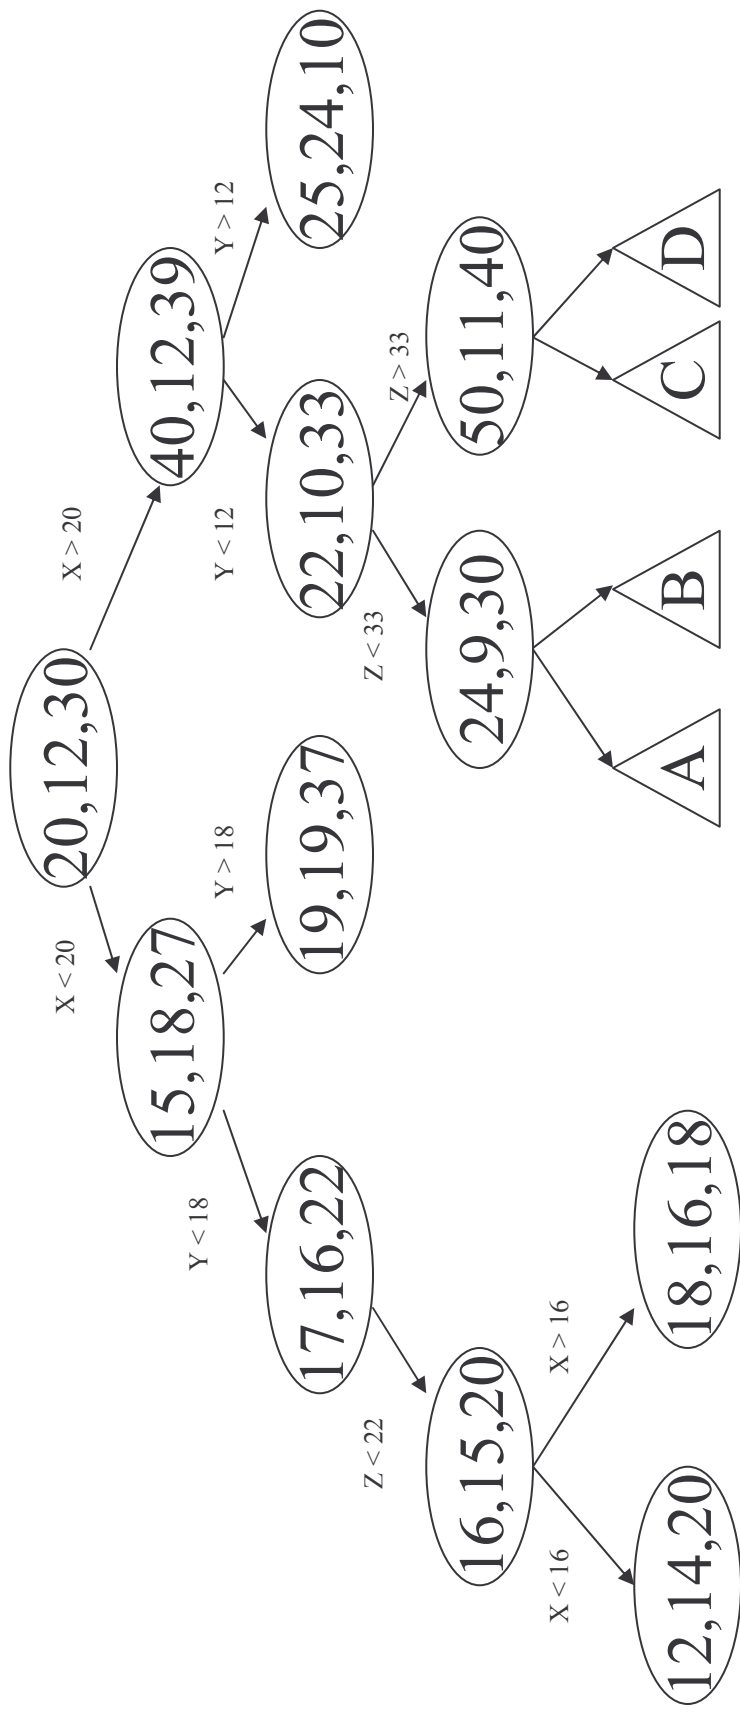 20,12,30
X < 20
X > 20
15,18,27
40,12,39
Y < 18
Y > 18
Y < 12
Y > 12
17,16,22
19,19,37
22,10,33
25,24,10
Z < 22
Z < 33
Z > 33
16,15,20
24,9,30
50,11,40
X < 16
X > 16
12,14,20
18,16,18
A
B
C
D